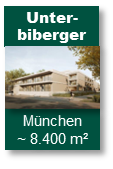 Unter-
biberger
München
~ 8.400 m²